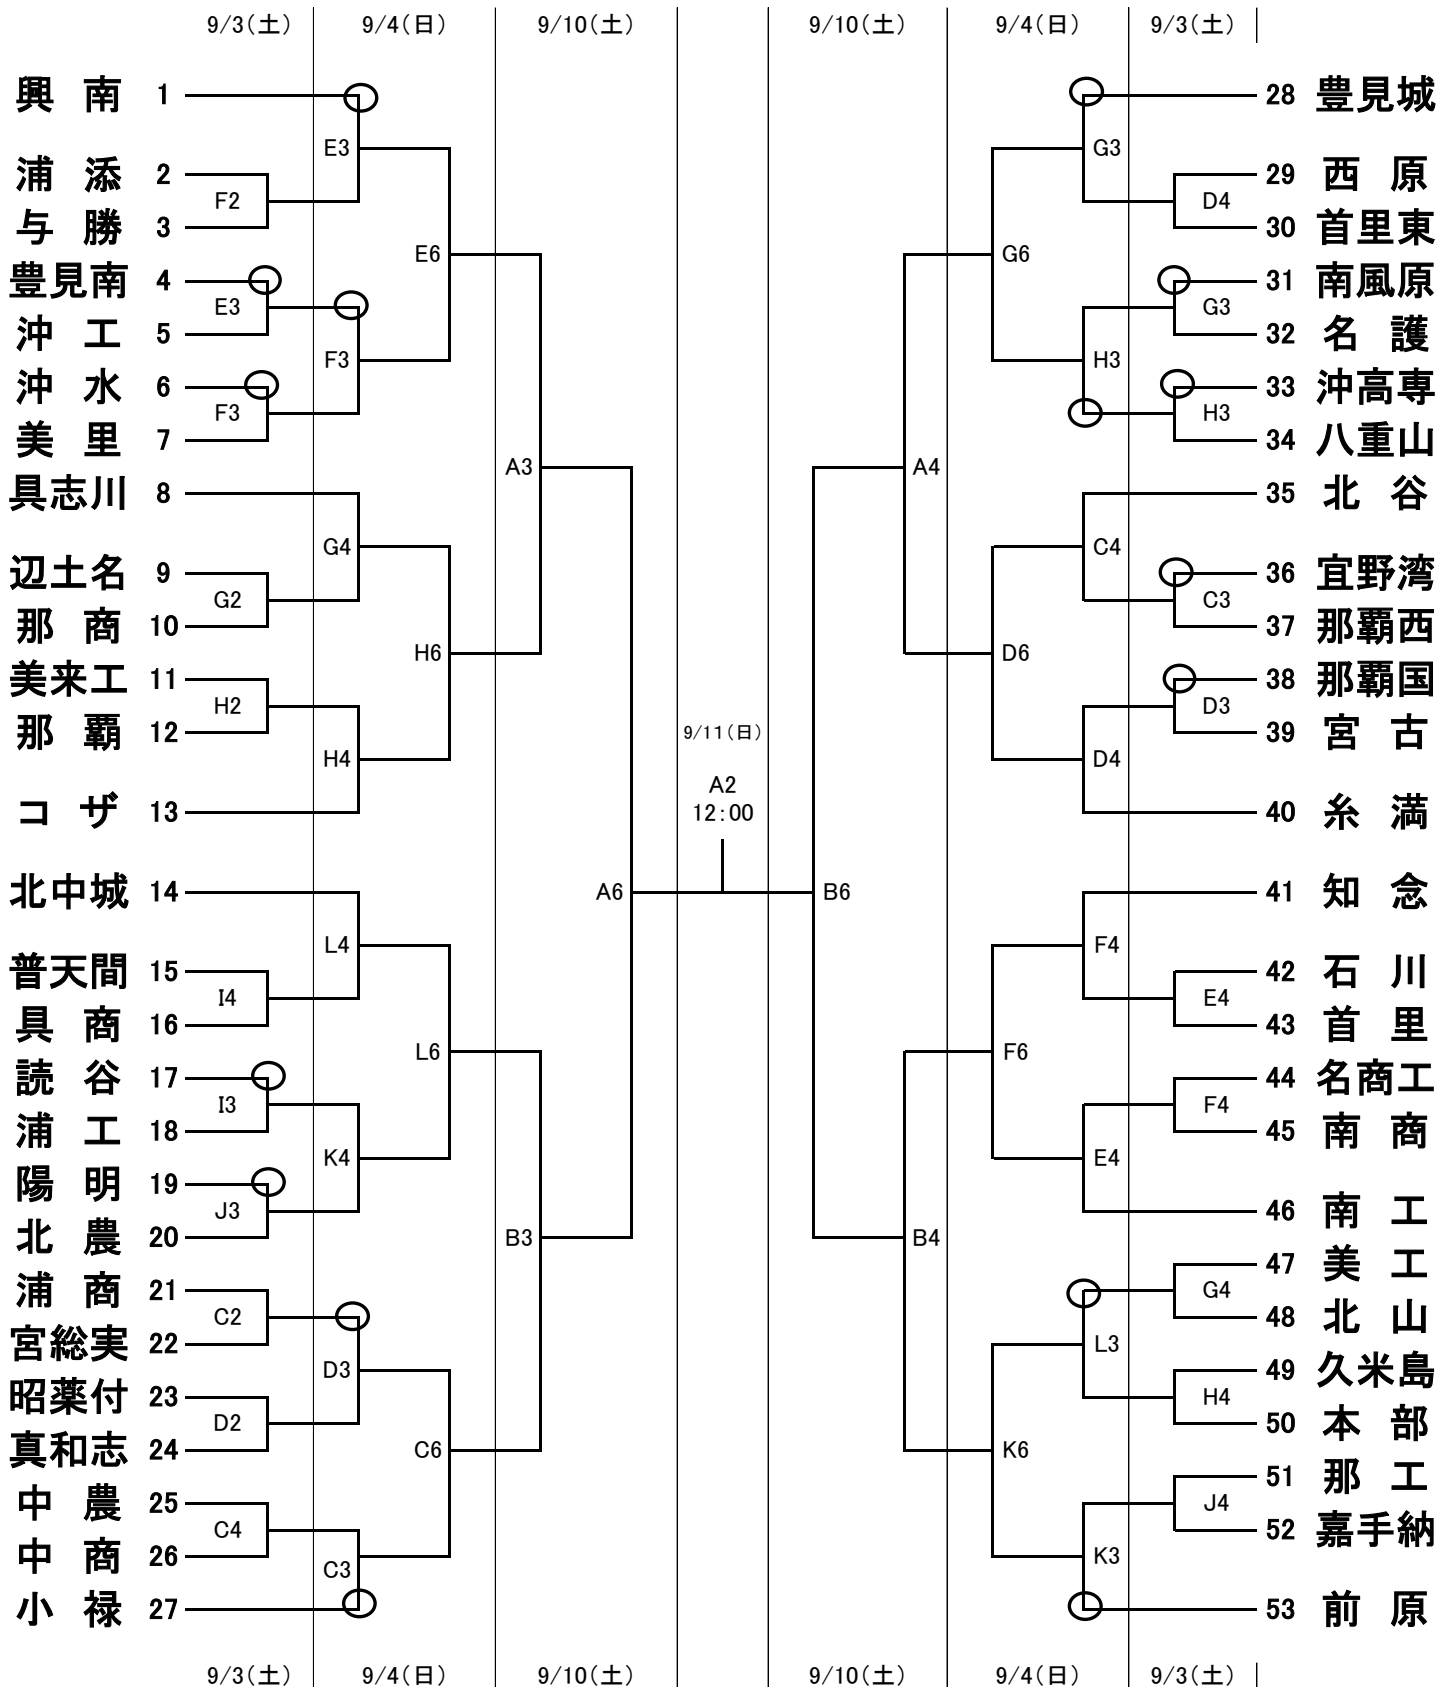 9/3(土) 9/4(日) 9/10(土) 9/10(土) 9/4(日) 9/3(土)
興 南 1
E3
浦 添 2
F2
与 勝 3
E6
豊見南 4
E3
沖 工 5
F3
沖 水 6
F3
美 里 7
A3
具志川 8
G4
辺土名 9
G2
那 商 10
H6
美来工 11
H2
那 覇 12
H4
コ ザ 13
北中城 14
A6
L4
普天間 15
I4
具 商 16
L6
読 谷 17
I3
浦 工 18
K4
陽 明 19
J3
北 農 20
B3
浦 商 21
C2
宮総実 22
D3
昭薬付 23
D2
真和志 24
C6
中 農 25
C4
中 商 26
C3
小 禄 27
9/11(日)
A2
12:00
28 豊見城
G3
29 西 原
D4
30 首里東
G6
31 南風原
G3
32 名 護
H3
33 沖高専
H3
34 八重山
A4
35 北 谷
C4
36 宜野湾
C3
37 那覇西
D6
38 那覇国
D3
39 宮 古
D4
40 糸 満
B6
41 知 念
F4
42 石 川
E4
43 首 里
F6
44 名商工
F4
45 南 商
E4
46 南 工
B4
47 美 工
G4
48 北 山
L3
49 久米島
H4
50 本 部
K6
51 那 工
J4
52 嘉手納
K3
53 前 原
9/3(土) 9/4(日) 9/10(土) 9/10(土) 9/4(日) 9/3(土)